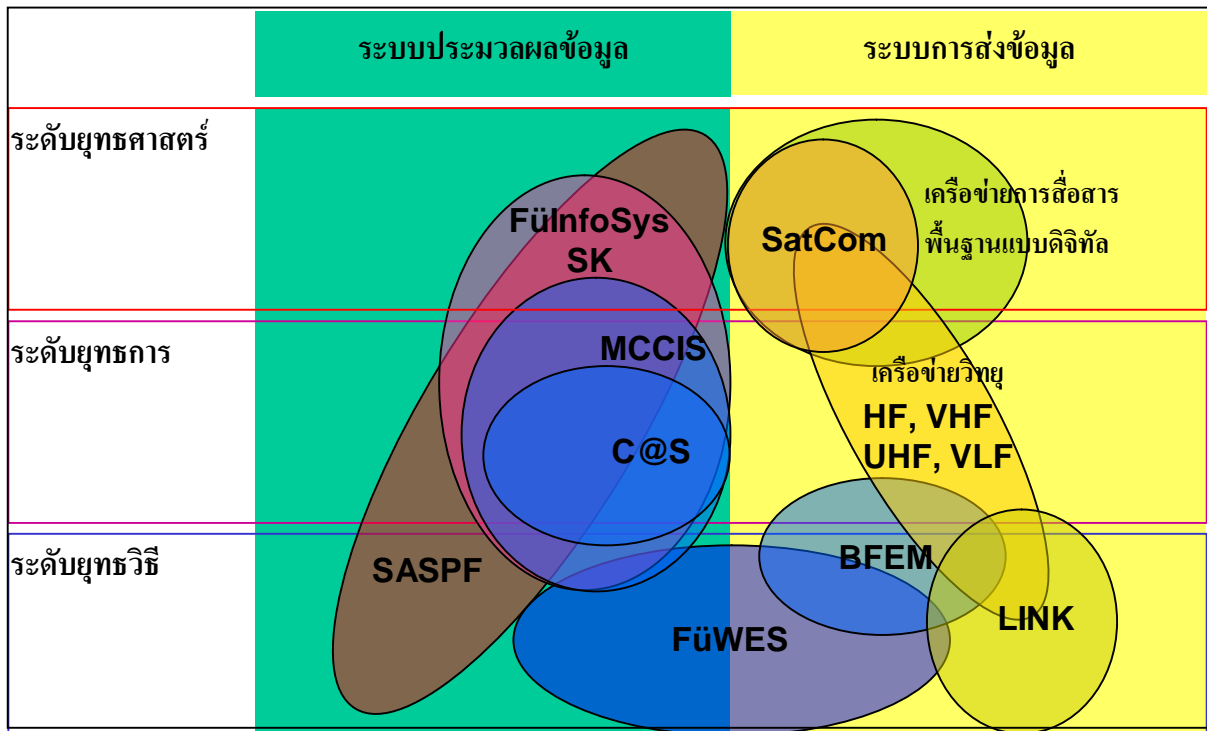 ระบบประมวลผลข้อมูล
ระบบการส่งข้อมูล
ระดับยุทธศาสตร์
FüInfoSys
SK
SatCom
เครือข่ายการสื่อสาร
พื้นฐานแบบดิจิทัล
ระดับยุทธการ
MCCIS
C@S
เครือข่ายวิทยุ
HF, VHF
UHF, VLF
ระดับยุทธวิธี
SASPF
BFEM
FüWES
LINK